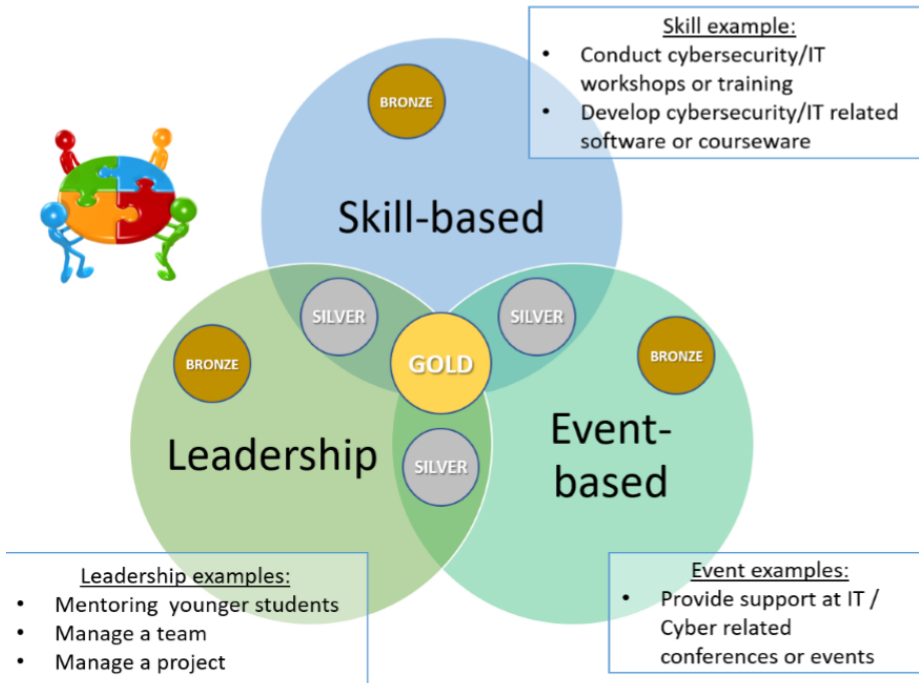 Skill example:
• Conduct cybersecurity/IT
workshops or training
• Develop cybersecurity/IT related
software or courseware
BRONZE
Skill-based
SILVER
SILVER
GOLD
BRONZE
BRONZE
Leadership
SILVER
Event-
based
Leadership examples:
• Mentoring younger students
• Manage a team
• Manage a project
Event examples:
• Provide support at IT /
Cyber related
conferences or events